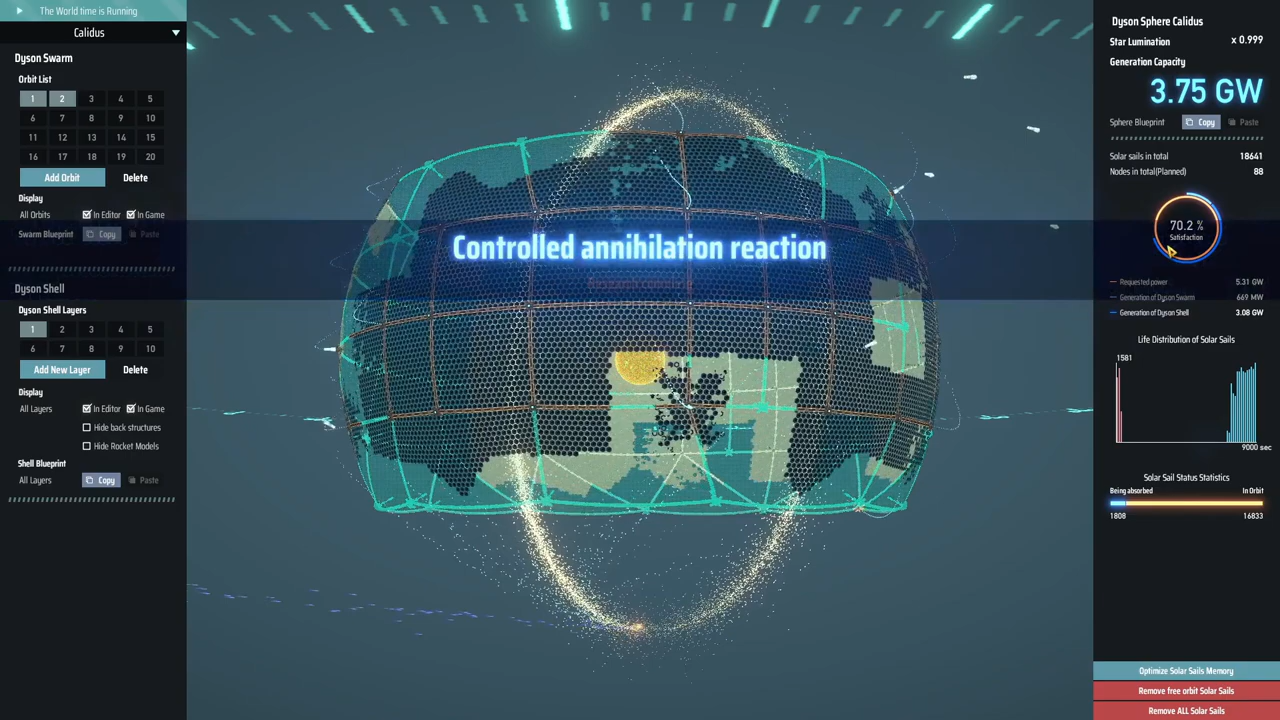 The World time is Running
Calidus
Dyson Swarm
Orbit List
1 2 3 4 5
6 7 8 9 10
11 12 13 14 15
16 17 18 19 20
Add Orbit Delete
Display
All Orbits In Editor In Game
Swarm Blueprint Copy Paste
Dyson Shell
Dyson Shell Layers
1 2 3 4 5
6 7 8 9 10
Add New Layer Delete
Display
All Layers In Editor In Game
Hide back structures
Hide Rocket Models
Shell Blueprint
All Layers Copy Paste
Controlled annihilation reaction
Dyson Sphere Calidus
Star Lumination x 0.999
Generation Capacity
3.75 GW
Sphere Blueprint Copy Paste
Solar sails in total 18641
Nodes in total(Planned) 88
70.2 %
Satisfaction
Requested power 5.31 GW
Generation of Dyson Swarm 669 MW
Generation of Dyson Shell 3.08 GW
Life Distribution of Solar Sails
1581
9000 sec
Solar Sail Status Statistics
Being absorbed In Orbit
1808 16833
Optimize Solar Sails Memory
Remove free orbit Solar Sails
Remove ALL Solar Sails